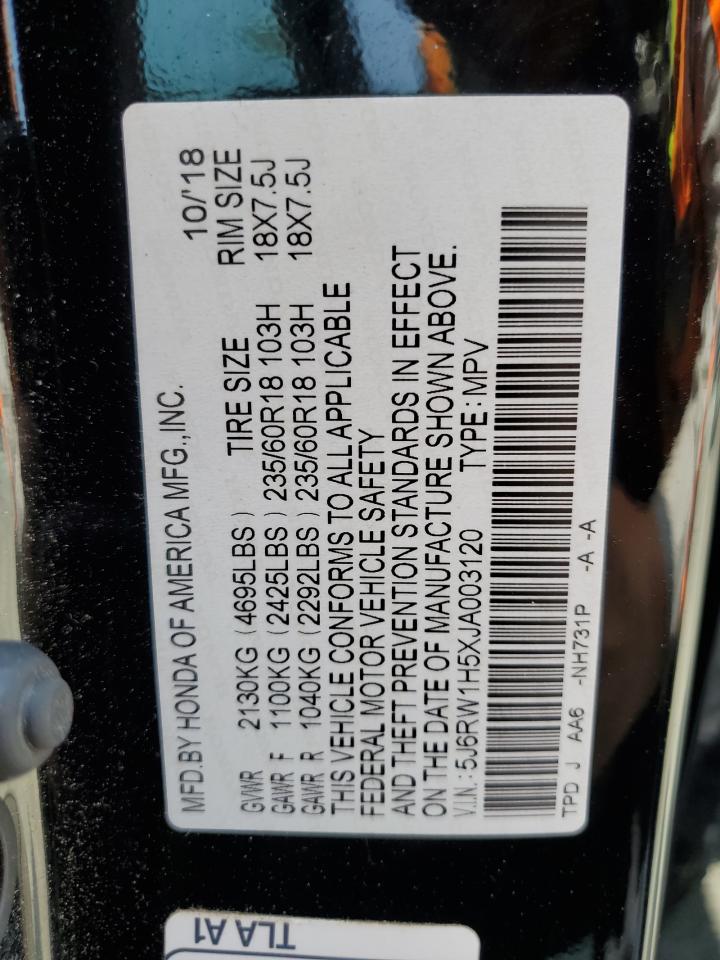 MFD.BY HONDA OF AMERICA MFG.,INC. 10/'18
TIRE SIZE RIM SIZE
GVWR 2130KG (4695LBS)
GAWR F 1100KG (2425LBS) 235/60R18 103H 18X7.5J
GAWR R 1040KG (2292LBS) 235/60R18 103H 18X7.5J
THIS VEHICLE CONFORMS TO ALL APPLICABLE
FEDERAL MOTOR VEHICLE SAFETY
AND THEFT PREVENTION STANDARDS IN EFFECT
ON THE DATE OF MANUFACTURE SHOWN ABOVE.
V.I.N.: 5J6RW1H5XJA003120 TYPE: MPV
TPD J AA6 -NH731P -A -A
TLA A1